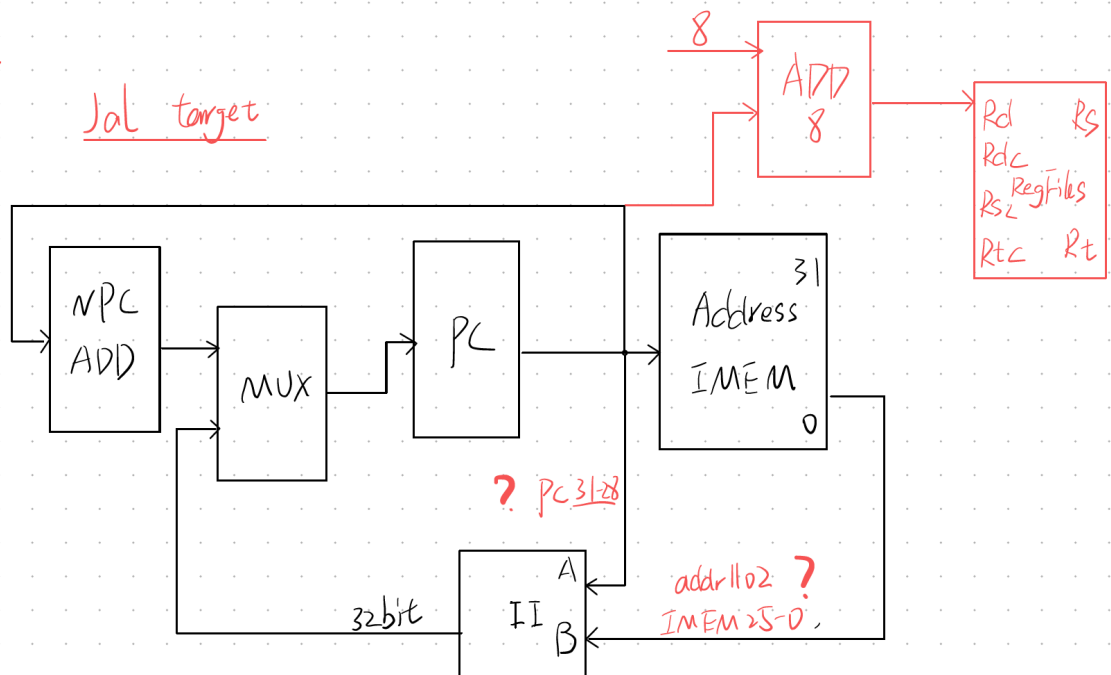 8
ADD
8
Jal target
Rd Rs
Rdc
RegFiles
Rsc
Rtc Rt
NPC
ADD
MUX
PC
31
Address
IMEM
0
? PC31-28
A
II
B
32bit
addr||02 ?
IMEM25-0.